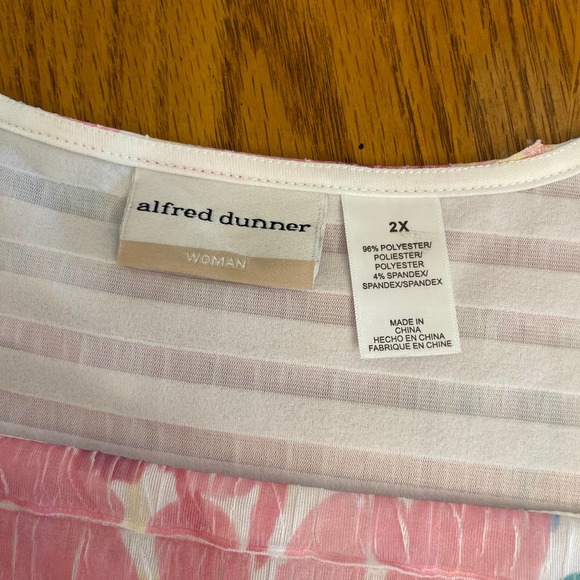 alfred dunner
WOMAN
2X
96% POLYESTER/
POLIESTER/
POLYESTER
4% SPANDEX/
SPANDEX/SPANDEX
MADE IN
CHINA
HECHO EN CHINA
FABRIQUE EN CHINE